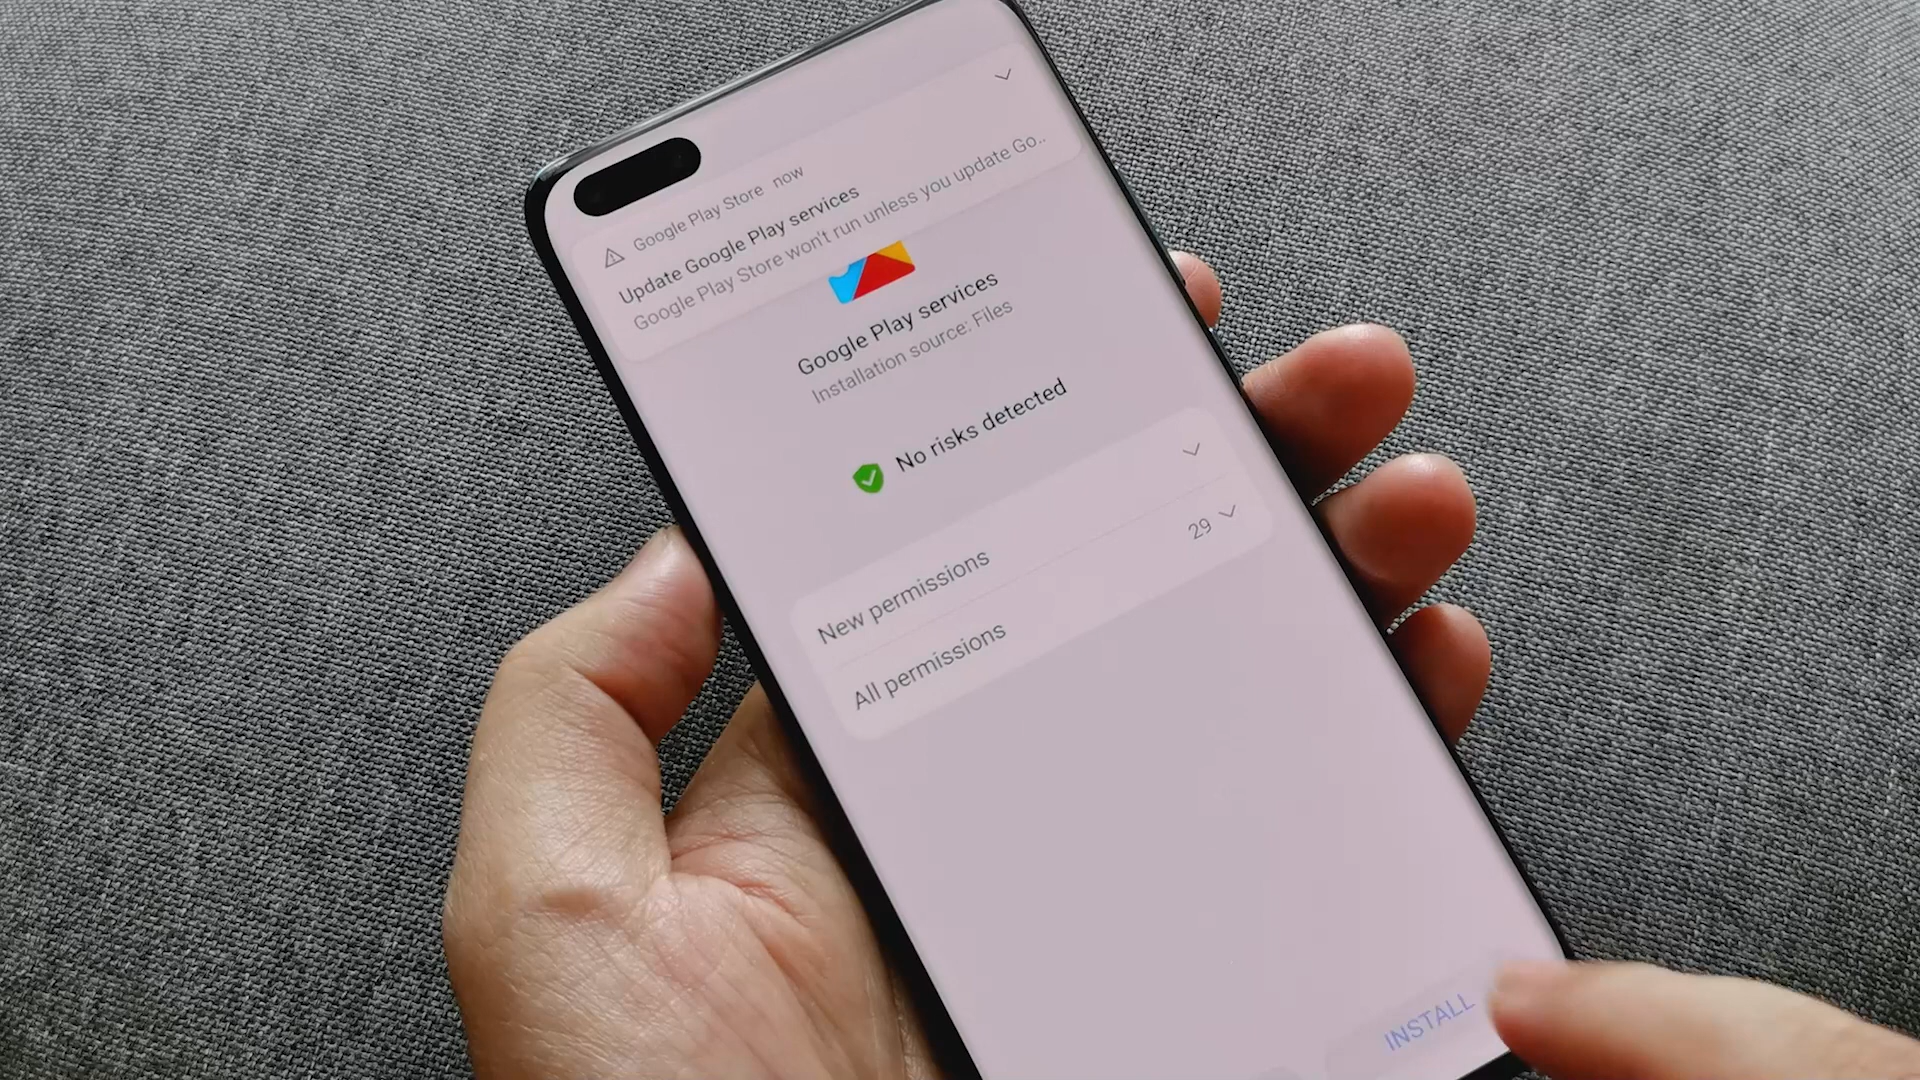 Google Play Store now
Update Google Play services
Google Play Store won't run unless you update Go..
Google Play services
Installation source: Files
No risks detected
New permissions
All permissions 29
INSTALL